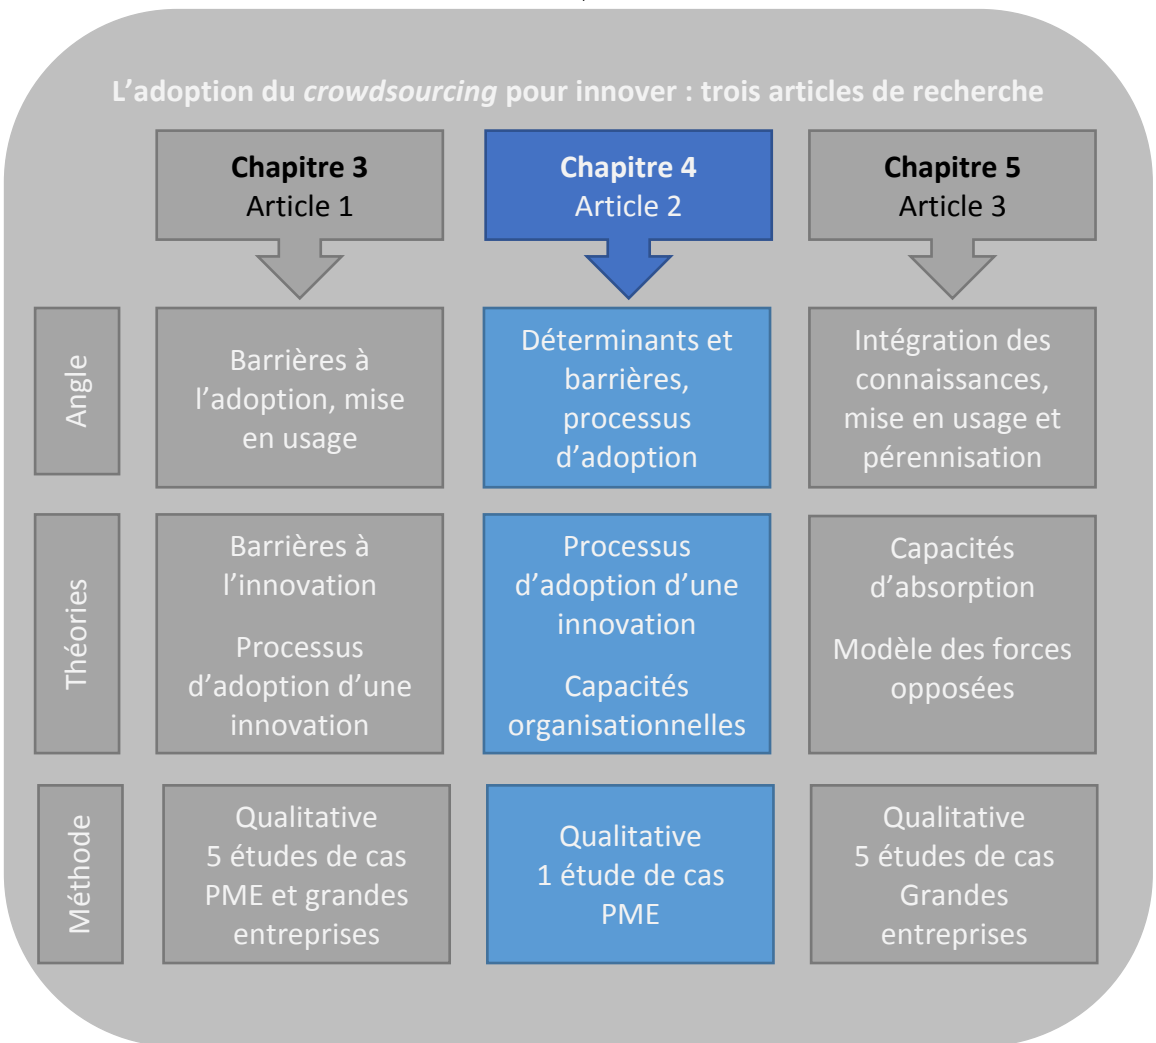 L'adoption du crowdsourcing pour innover : trois articles de recherche
Chapitre 3
Article 1
Chapitre 4
Article 2
Chapitre 5
Article 3
Angle
Barrières à
l'adoption, mise
en usage
Déterminants et
barrières,
processus
d'adoption
Intégration des
connaissances,
mise en usage et
pérennisation
Théories
Barrières à
l'innovation
Processus
d'adoption d'une
innovation
Processus
d'adoption d'une
innovation
Capacités
organisationnelles
Capacités
d'absorption
Modèle des forces
opposées
Méthode
Qualitative
5 études de cas
PME et grandes
entreprises
Qualitative
1 étude de cas
PME
Qualitative
5 études de cas
Grandes
entreprises